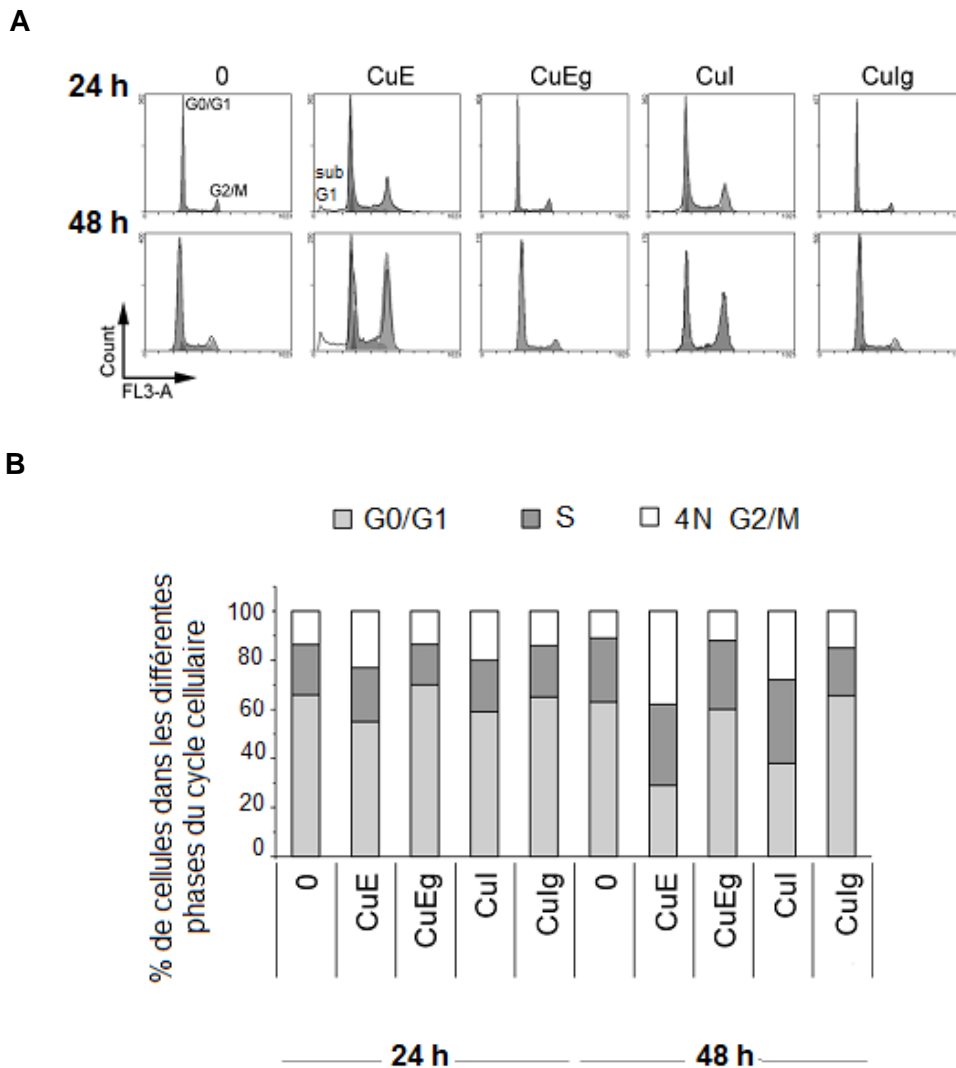 A
24 h
0
CuE
CuEg
CuI
CuIg
G0/G1
G2/M
sub
G1
48 h
Count
FL3-A
B
G0/G1
S
4N G2/M
% de cellules dans les différentes
phases du cycle cellulaire
100
80
60
40
20
0
0
CuE
CuEg
CuI
CuIg
0
CuE
CuEg
CuI
CuIg
24 h
48 h